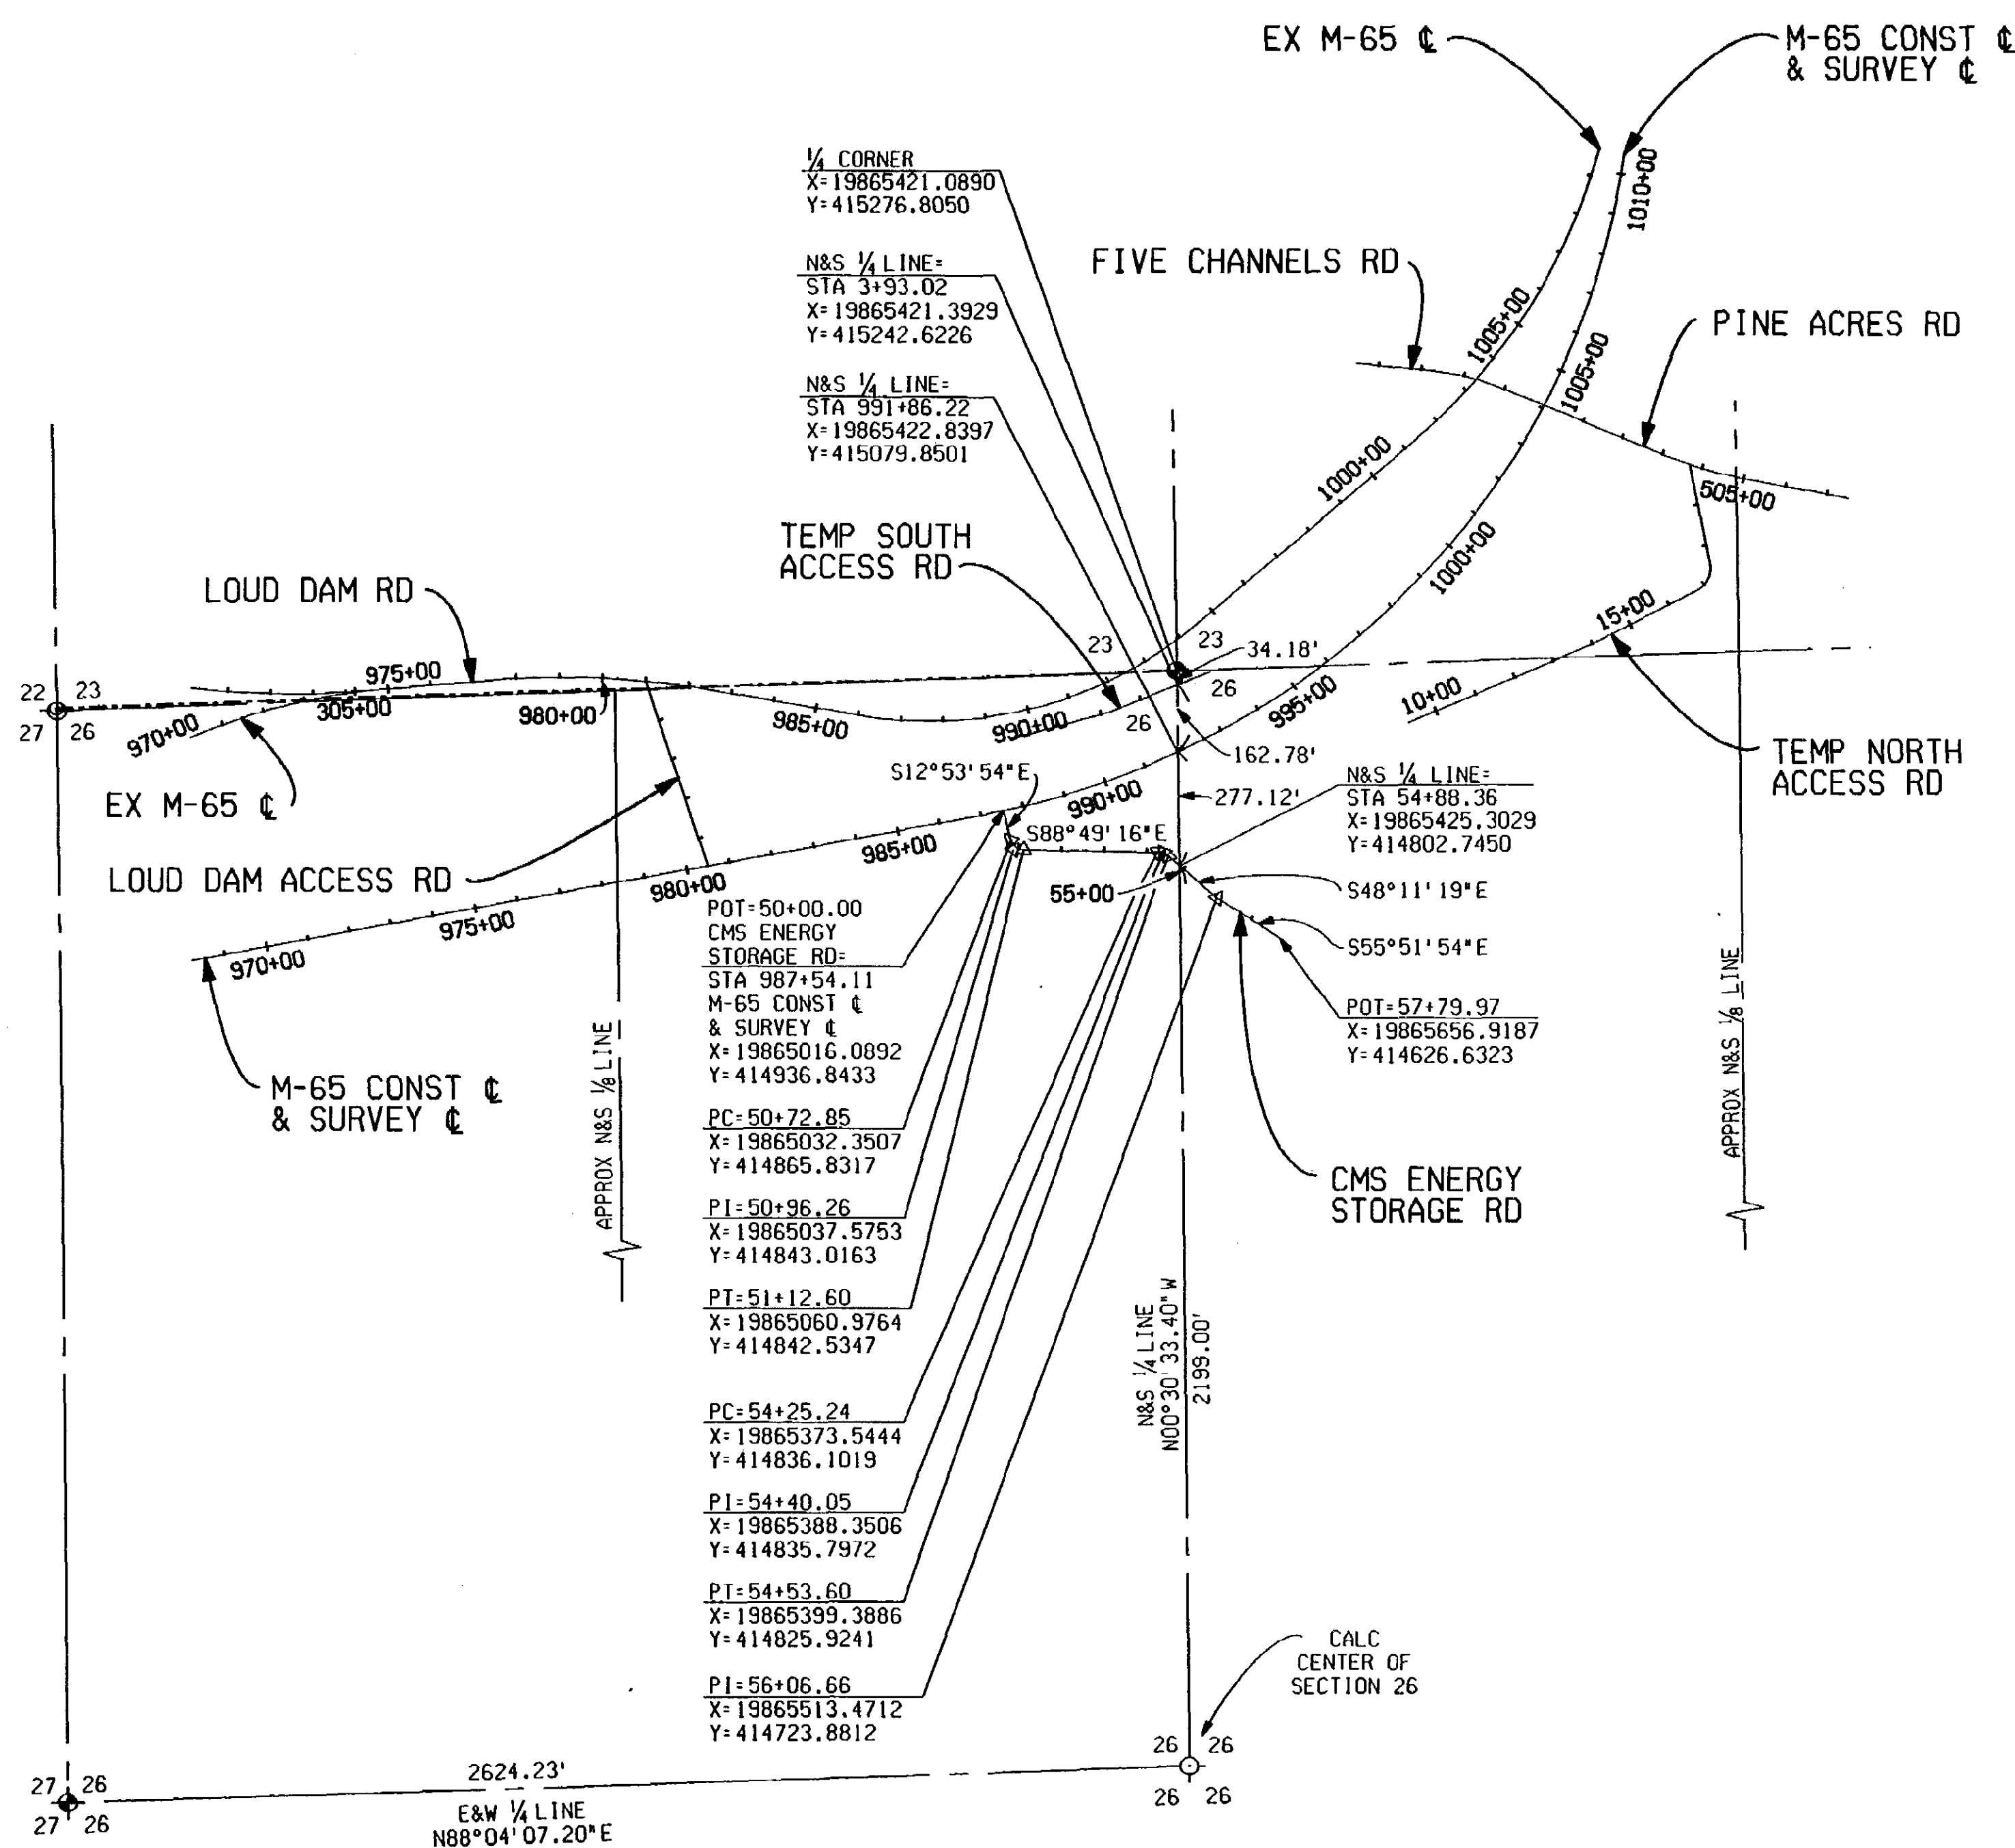 EX M-65 ℄
M-65 CONST ℄
& SURVEY ℄
1/4 CORNER
X=19865421.0890
Y=415276.8050
N&S 1/4 LINE=
STA 3+93.02
X=19865421.3929
Y=415242.6226
N&S 1/4 LINE=
STA 991+86.22
X=19865422.8397
Y=415079.8501
FIVE CHANNELS RD
PINE ACRES RD
1010+00
1005+00
1005+00
1000+00
1000+00
505+00
TEMP SOUTH
ACCESS RD
LOUD DAM RD
15+00
10+00
23
23
34.18'
26
26
995+00
22 23
27 26
970+00
975+00
305+00
980+00
985+00
990+00
162.78'
277.12'
TEMP NORTH
ACCESS RD
EX M-65 ℄
LOUD DAM ACCESS RD
S12°53'54"E
990+00
S88°49'16"E
985+00
980+00
975+00
970+00
55+00
N&S 1/4 LINE=
STA 54+88.36
X=19865425.3029
Y=414802.7450
S48°11'19"E
S55°51'54"E
POT=57+79.97
X=19865656.9187
Y=414626.6323
POT=50+00.00
CMS ENERGY
STORAGE RD=
STA 987+54.11
M-65 CONST ℄
& SURVEY ℄
X=19865016.0892
Y=414936.8433
M-65 CONST ℄
& SURVEY ℄
APPROX N&S 1/8 LINE
APPROX N&S 1/8 LINE
PC=50+72.85
X=19865032.3507
Y=414865.8317
PI=50+96.26
X=19865037.5753
Y=414843.0163
PT=51+12.60
X=19865060.9764
Y=414842.5347
CMS ENERGY
STORAGE RD
N&S 1/4 LINE
N00°30'33.40"W
2199.00'
PC=54+25.24
X=19865373.5444
Y=414836.1019
PI=54+40.05
X=19865388.3506
Y=414835.7972
PT=54+53.60
X=19865399.3886
Y=414825.9241
PI=56+06.66
X=19865513.4712
Y=414723.8812
CALC
CENTER OF
SECTION 26
26 26
26 26
27 26
27 26
2624.23'
E&W 1/4 LINE
N88°04'07.20"E